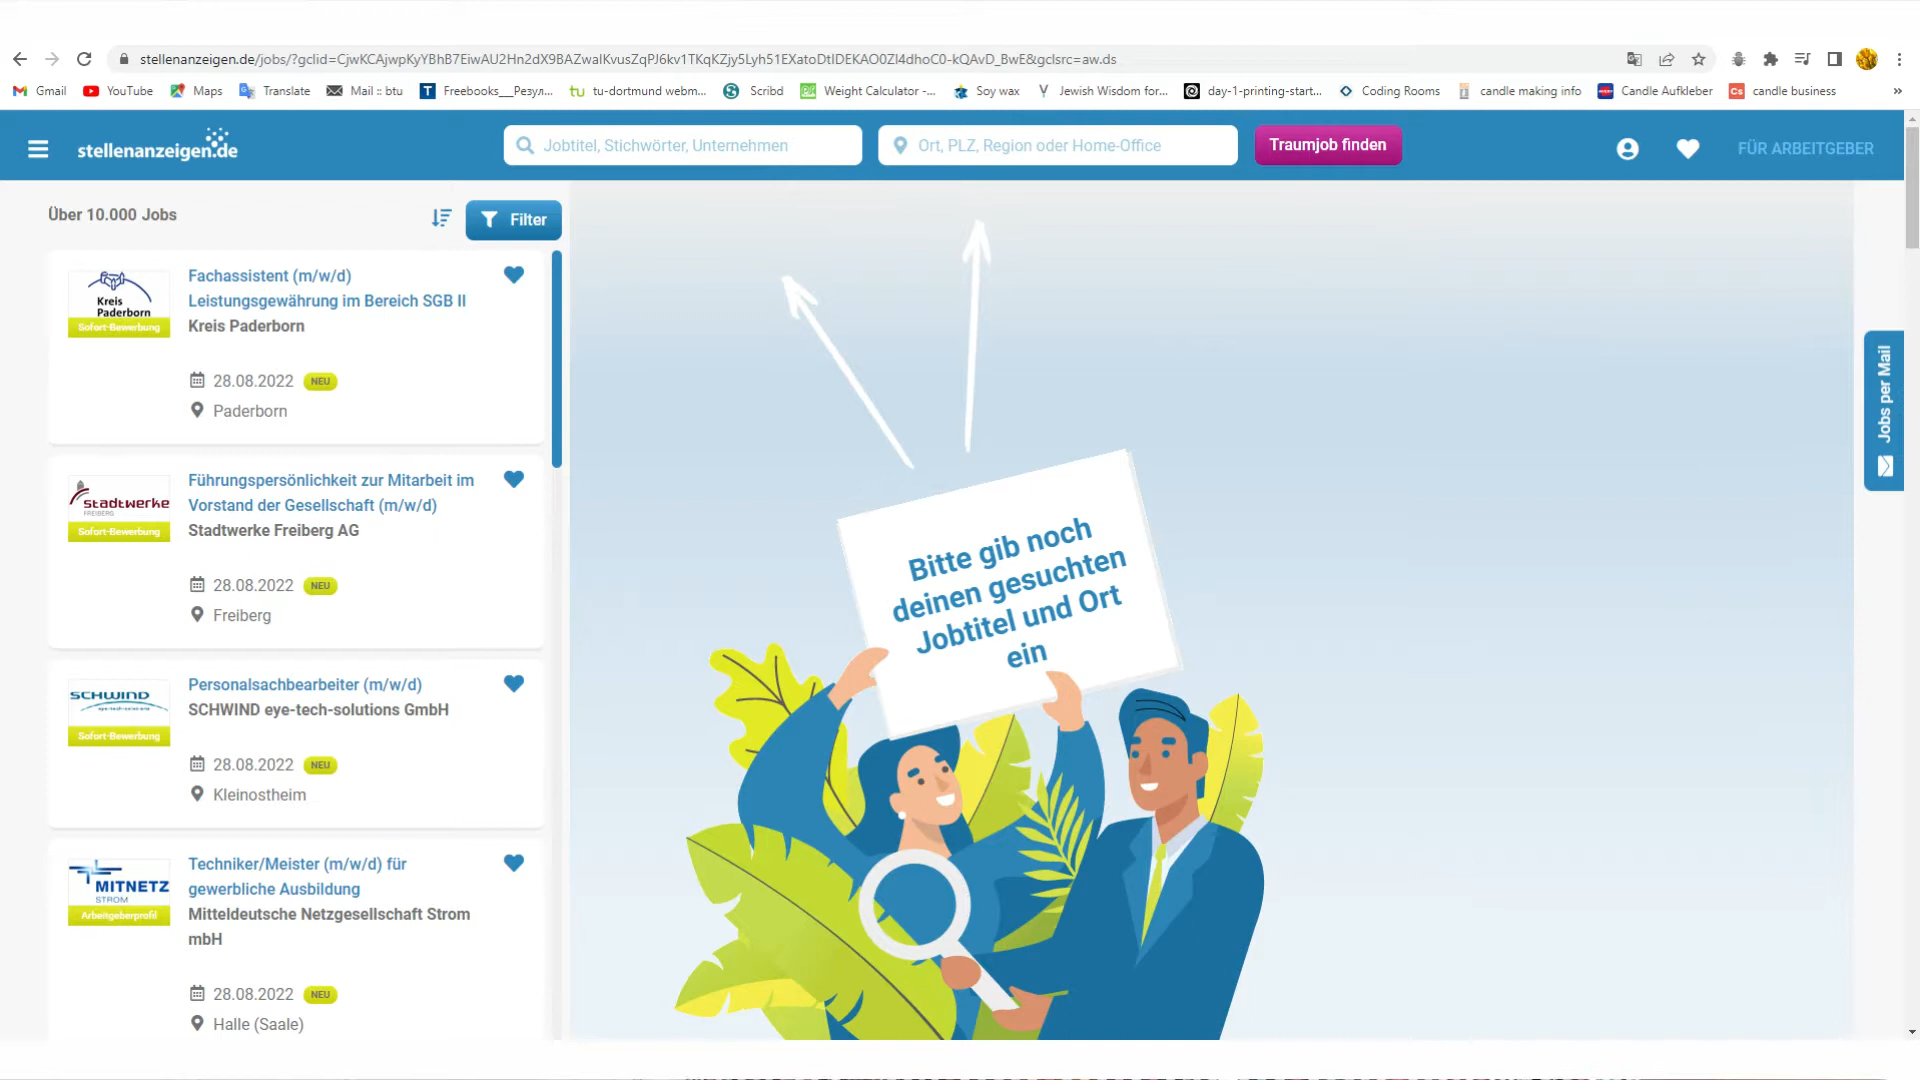 stellenanzeigen.de/jobs/?gclid=CjwKCAjwpKyYBhB7EiwAU2Hn2dX9BAZwaIKvusZqPJ6kv1TKqKZjy5Lyh51EXatoDtIDEKAO0Zl4dhoC0-kQAvD_BwE&gclsrc=aw.ds
Gmail YouTube Maps Translate Mail :: btu Freebooks__Резул... tu-dortmund webm... Scribd Weight Calculator -... Soy wax Jewish Wisdom for... day-1-printing-start... Coding Rooms candle making info Candle Aufkleber candle business »
stellenanzeigen.de
Jobtitel, Stichwörter, Unternehmen
Ort, PLZ, Region oder Home-Office
Traumjob finden
FÜR ARBEITGEBER
Über 10.000 Jobs
Filter
Kreis
Paderborn
Sofort-Bewerbung
Fachassistent (m/w/d)
Leistungsgewährung im Bereich SGB II
Kreis Paderborn
28.08.2022 NEU
Paderborn
stadtwerke
FREIBERG
Sofort-Bewerbung
Führungspersönlichkeit zur Mitarbeit im
Vorstand der Gesellschaft (m/w/d)
Stadtwerke Freiberg AG
28.08.2022 NEU
Freiberg
SCHWIND
eye-tech-solutions
Sofort-Bewerbung
Personalsachbearbeiter (m/w/d)
SCHWIND eye-tech-solutions GmbH
28.08.2022 NEU
Kleinostheim
MITNETZ
STROM
Arbeitgeberprofil
Techniker/Meister (m/w/d) für
gewerbliche Ausbildung
Mitteldeutsche Netzgesellschaft Strom
mbH
28.08.2022 NEU
Halle (Saale)
Bitte gib noch
deinen gesuchten
Jobtitel und Ort
ein
Jobs per Mail